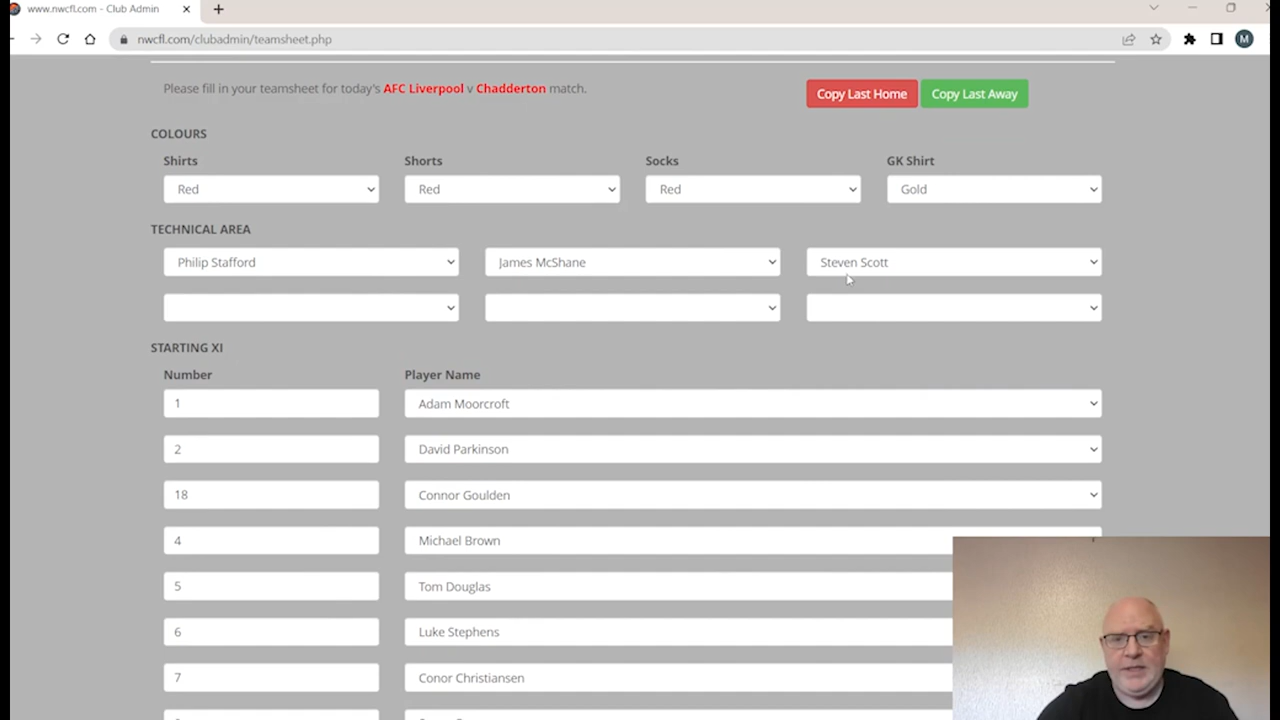 www.nwcfl.com - Club Admin
nwcfl.com/clubadmin/teamsheet.php
M
Please fill in your teamsheet for today's AFC Liverpool v Chadderton match.
Copy Last Home
Copy Last Away
COLOURS
Shirts
Shorts
Socks
GK Shirt
Red
Red
Red
Gold
TECHNICAL AREA
Philip Stafford
James McShane
Steven Scott
STARTING XI
Number
Player Name
1
Adam Moorcroft
2
David Parkinson
18
Connor Goulden
4
Michael Brown
5
Tom Douglas
6
Luke Stephens
7
Conor Christiansen